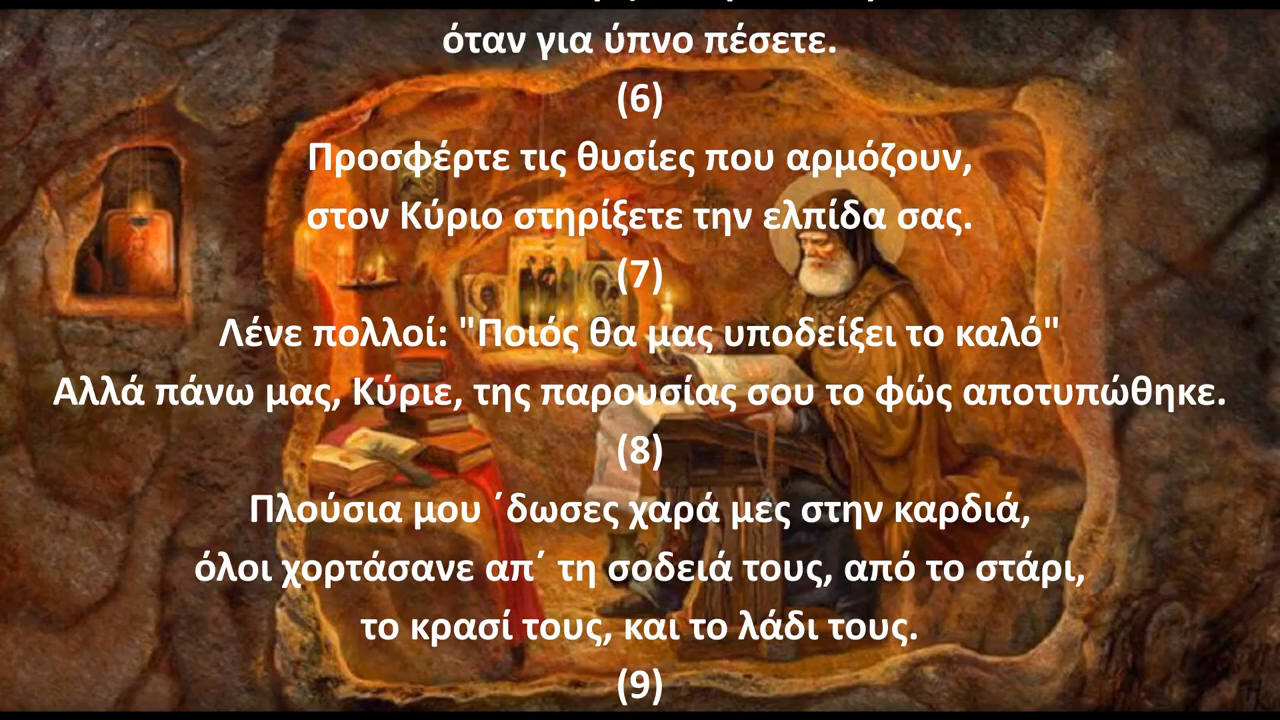 όταν για ύπνο πέσετε.
(6)
Προσφέρτε τις θυσίες που αρμόζουν,
στον Κύριο στηρίξετε την ελπίδα σας.
(7)
Λένε πολλοί: "Ποιός θα μας υποδείξει το καλό"
Αλλά πάνω μας, Κύριε, της παρουσίας σου το φώς αποτυπώθηκε.
(8)
Πλούσια μου ΄δωσες χαρά μες στην καρδιά,
όλοι χορτάσανε απ΄ τη σοδειά τους, από το στάρι,
το κρασί τους, και το λάδι τους.
(9)